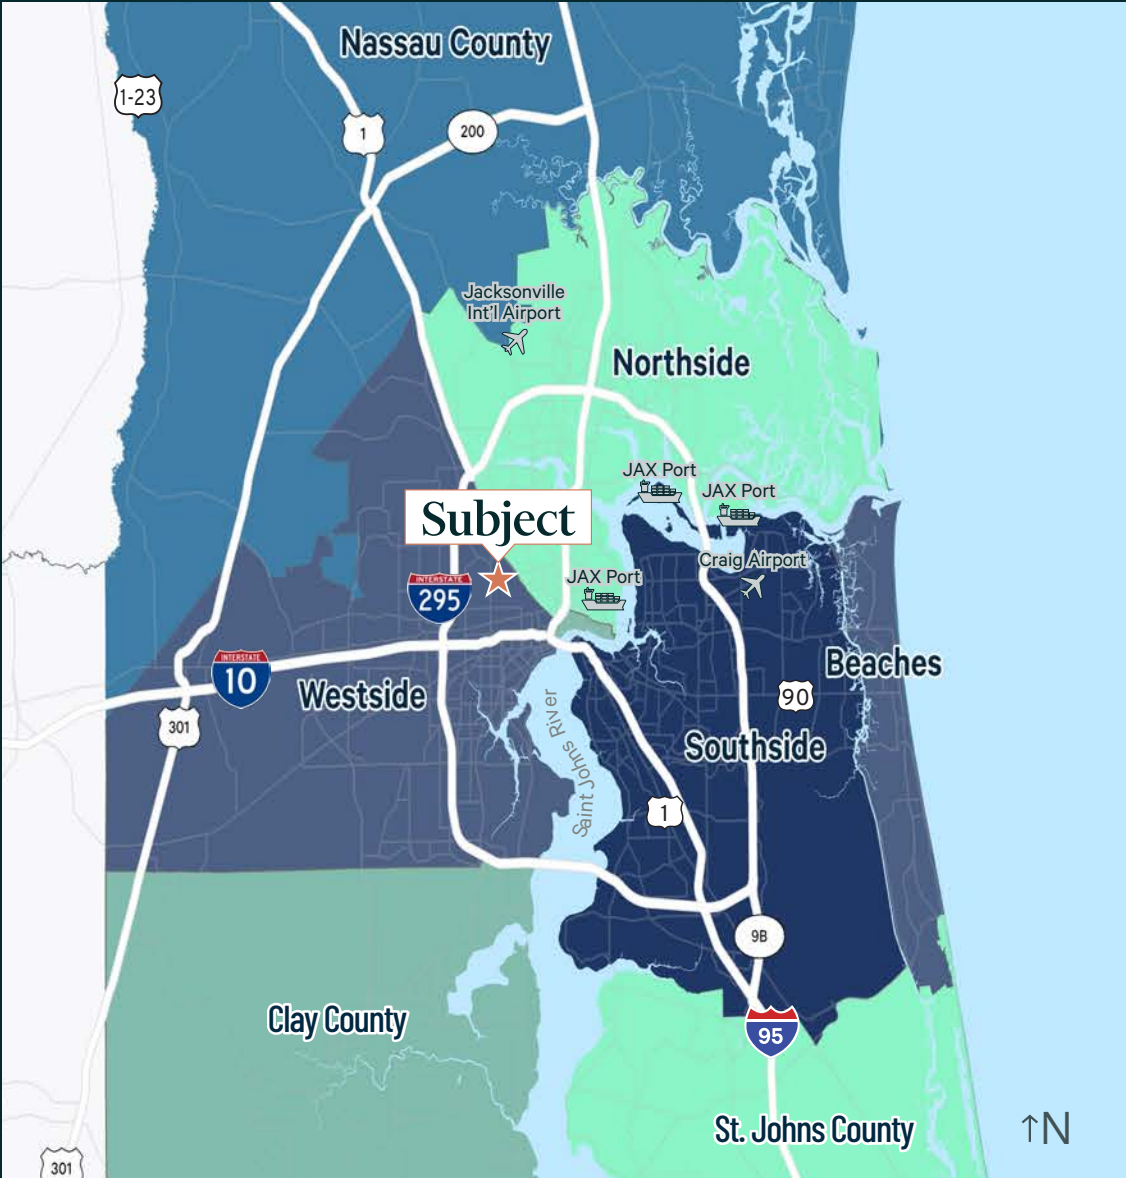 Nassau County
1-23
1
200
Jacksonville
Int'l Airport
Northside
JAX Port
JAX Port
Subject
Craig Airport
JAX Port
INTERSTATE
295
INTERSTATE
10
Beaches
Westside
90
301
Southside
Saint Johns River
1
9B
Clay County
95
St. Johns County
↑N
301